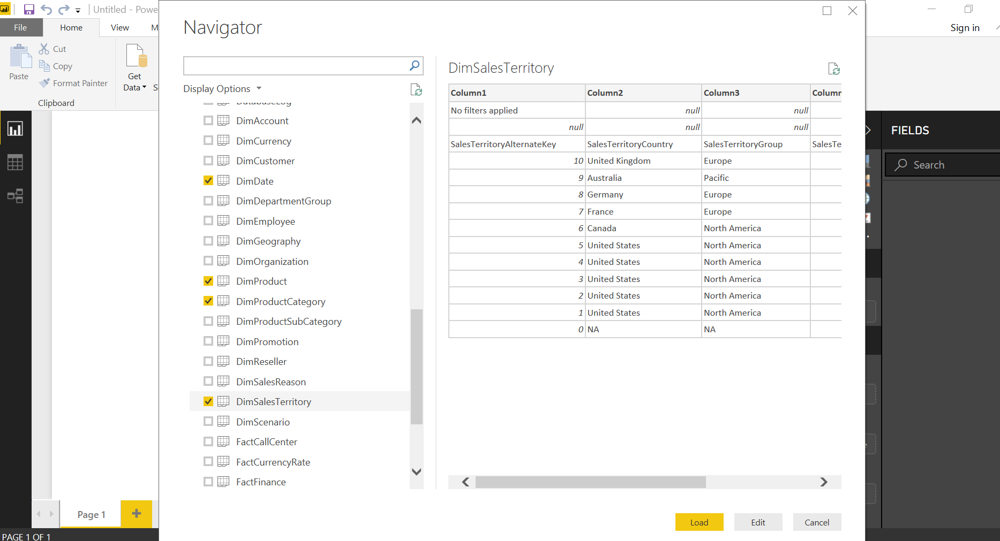 Untitled - Powe
File
Home
View
M
Sign in
Paste
Cut
Copy
Format Painter
Clipboard
Get
Data
S
Navigator
Display Options
DatabaseLog
DimAccount
DimCurrency
DimCustomer
DimDate
DimDepartmentGroup
DimEmployee
DimGeography
DimOrganization
DimProduct
DimProductCategory
DimProductSubCategory
DimPromotion
DimReseller
DimSalesReason
DimSalesTerritory
DimScenario
FactCallCenter
FactCurrencyRate
FactFinance
DimSalesTerritory
Column1 Column2 Column3 Column
No filters applied null null
null null null
SalesTerritoryAlternateKey SalesTerritoryCountry SalesTerritoryGroup SalesTe
10 United Kingdom Europe
9 Australia Pacific
8 Germany Europe
7 France Europe
6 Canada North America
5 United States North America
4 United States North America
3 United States North America
2 United States North America
1 United States North America
0 NA NA
Load
Edit
Cancel
FIELDS
Search
Page 1
PAGE 1 OF 1